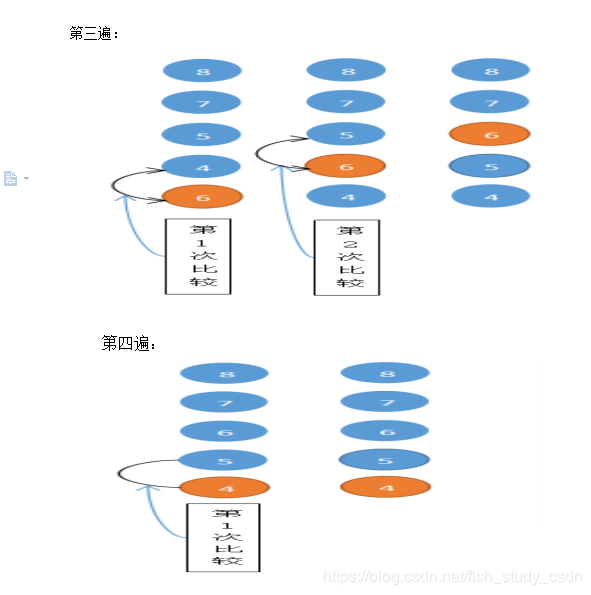 第三遍：
8 8 8
7 7 7
5 5 6
4 6 5
6 4 4
第1次比较 第2次比较
第四遍：
8 8
7 7
6 6
5 5
4 4
第1次比较
https://blog.csdn.net/fish_study_csdn